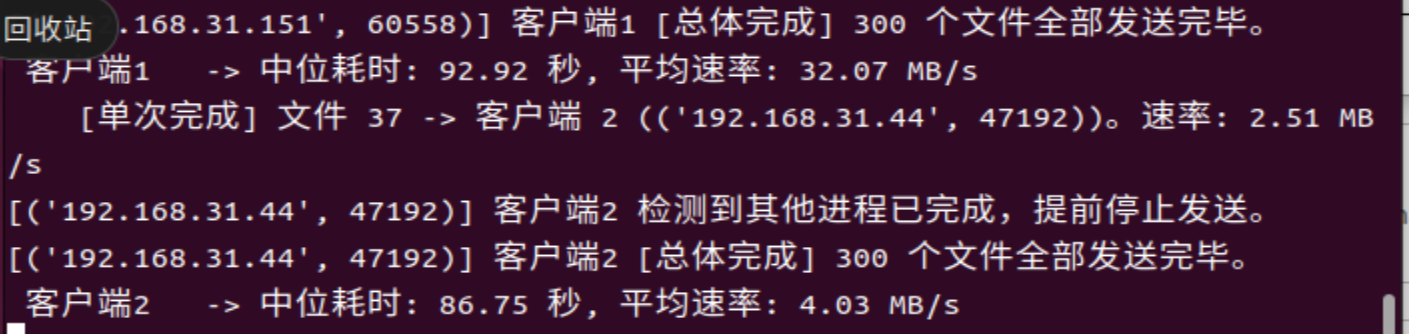 回收站 .168.31.151', 60558)] 客户端1 [总体完成] 300 个文件全部发送完毕。
客户端1 -> 中位耗时: 92.92 秒, 平均速率: 32.07 MB/s
[单次完成] 文件 37 -> 客户端 2 (('192.168.31.44', 47192))。速率: 2.51 MB
/s
[('192.168.31.44', 47192)] 客户端2 检测到其他进程已完成，提前停止发送。
[('192.168.31.44', 47192)] 客户端2 [总体完成] 300 个文件全部发送完毕。
客户端2 -> 中位耗时: 86.75 秒, 平均速率: 4.03 MB/s